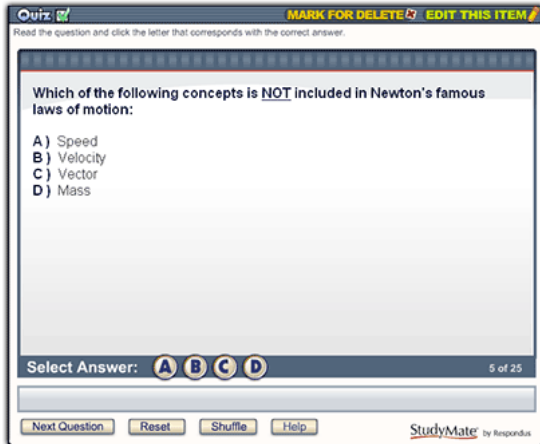 Quiz
MARK FOR DELETE EDIT THIS ITEM
Read the question and click the letter that corresponds with the correct answer.
Which of the following concepts is NOT included in Newton's famous
laws of motion:
A) Speed
B) Velocity
C) Vector
D) Mass
Select Answer: A B C D 5 of 25
Next Question Reset Shuffle Help
StudyMate by Respondus